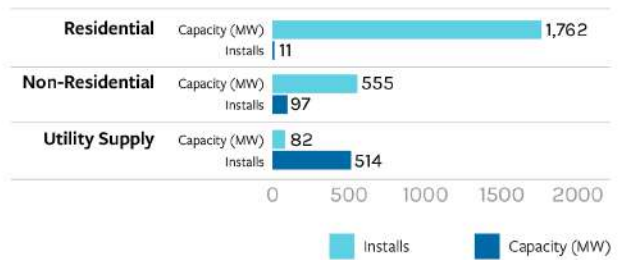 Residential Capacity (MW) 1,762
Installs 11
Non-Residential Capacity (MW) 555
Installs 97
Utility Supply Capacity (MW) 82
Installs 514
0 500 1000 1500 2000
Installs Capacity (MW)